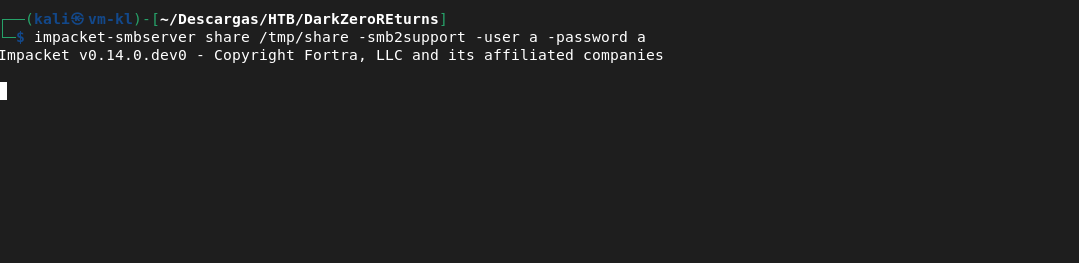 ┌──(kali㉿vm-kl)-[~/Descargas/HTB/DarkZeroREturns]
└─$ impacket-smbserver share /tmp/share -smb2support -user a -password a
Impacket v0.14.0.dev0 - Copyright Fortra, LLC and its affiliated companies